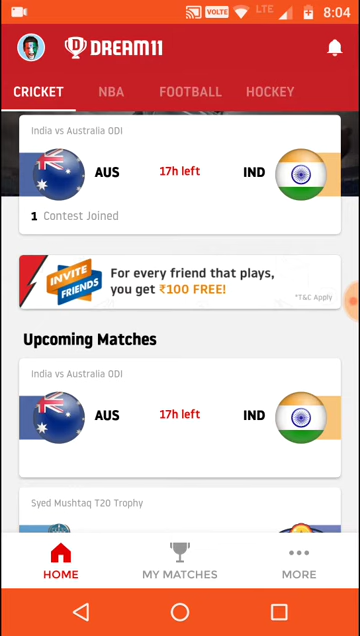 VOLTE
LTE
8:04
D
DREAM11
CRICKET
NBA
FOOTBALL
HOCKEY
India vs Australia ODI
AUS
17h left
IND
1 Contest Joined
INVITE
FRIENDS
For every friend that plays,
you get ₹100 FREE!
*T&C Apply
Upcoming Matches
India vs Australia ODI
AUS
17h left
IND
Syed Mushtaq T20 Trophy
HOME
MY MATCHES
MORE